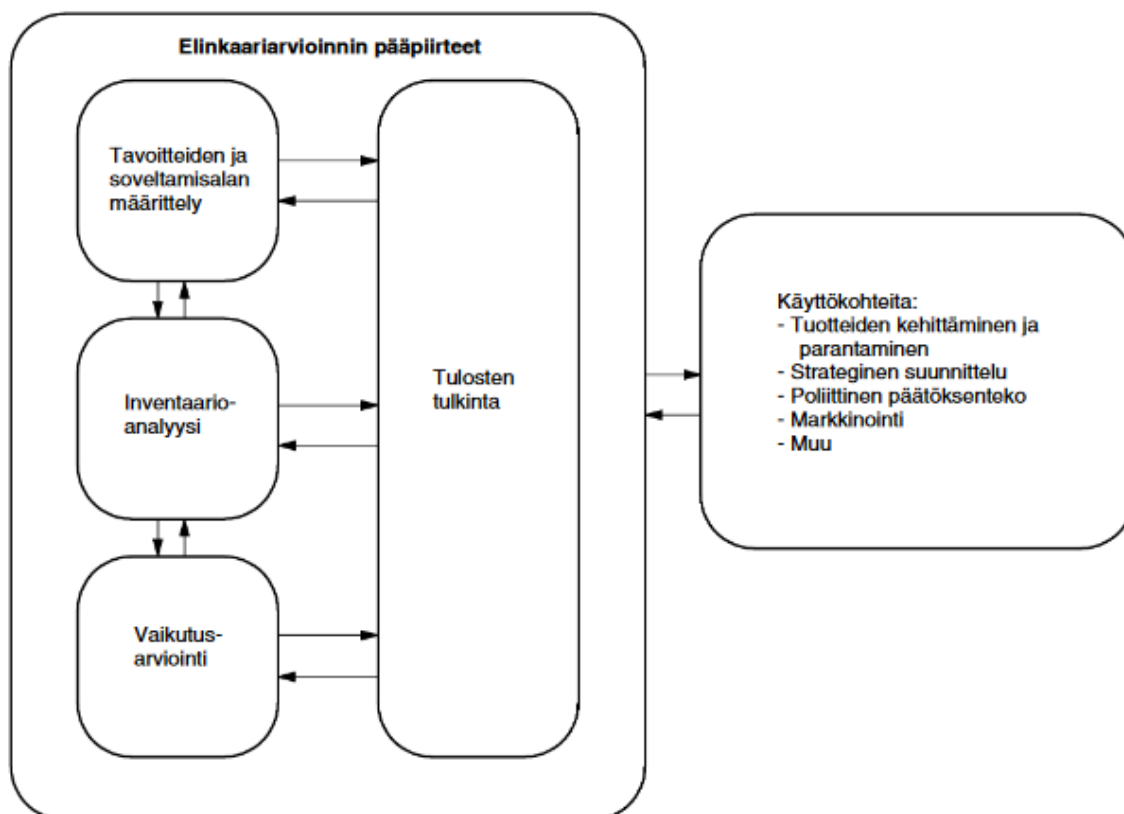 Elinkaariarvioinnin pääpiirteet
Tavoitteiden ja
soveltamisalan
määrittely
Inventaario-
analyysi
Vaikutus-
arviointi
Tulosten
tulkinta
Käyttökohteita:
- Tuotteiden kehittäminen ja
parantaminen
- Strateginen suunnittelu
- Poliittinen päätöksenteko
- Markkinointi
- Muu